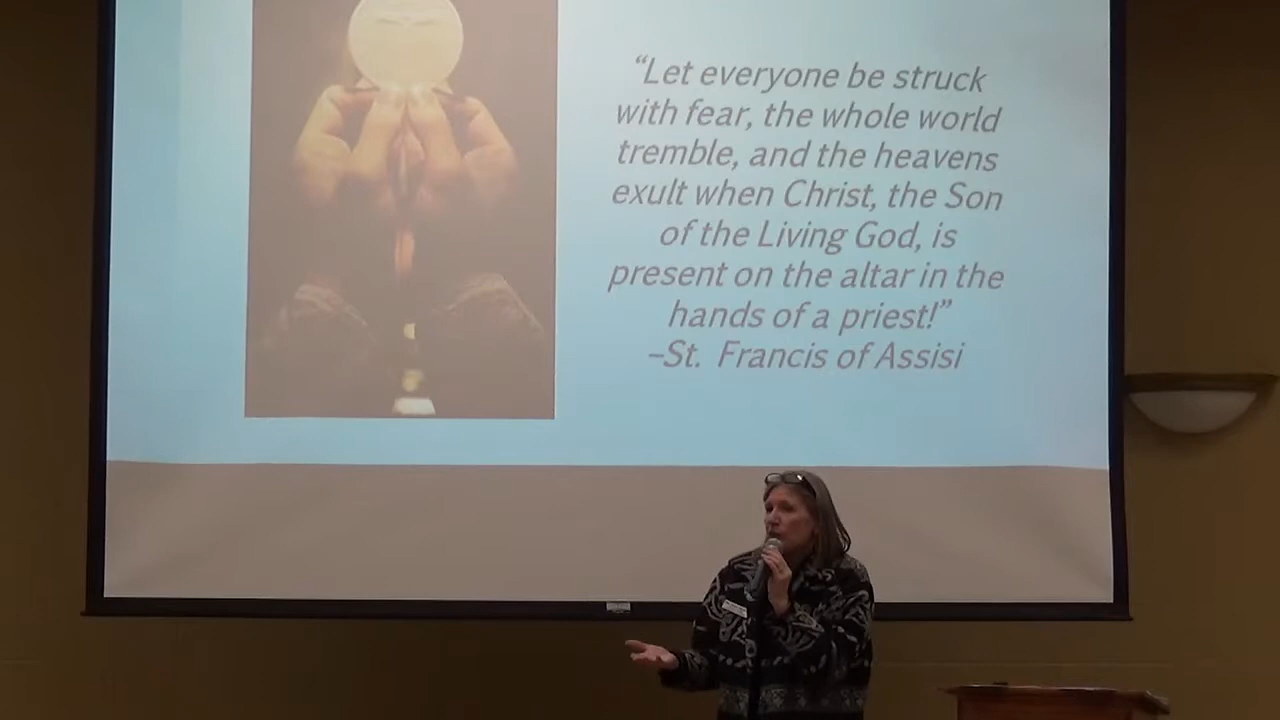 “Let everyone be struck
with fear, the whole world
tremble, and the heavens
exult when Christ, the Son
of the Living God, is
present on the altar in the
hands of a priest!”
–St. Francis of Assisi